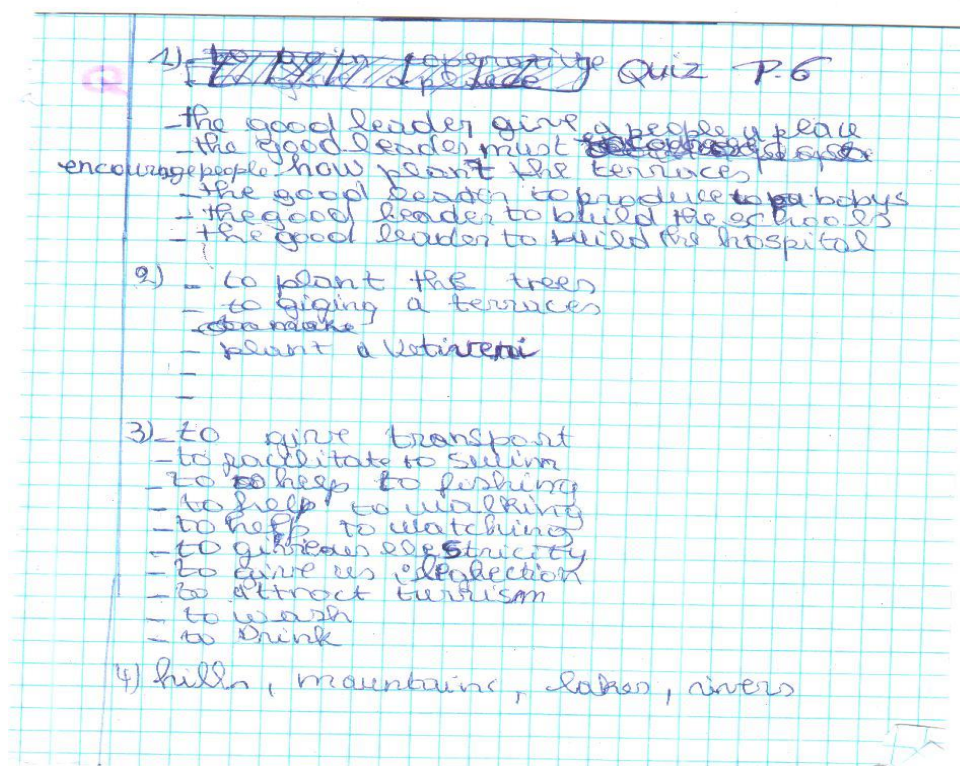 1) Quiz P.6
- the good leader give a people a peace
- the good leader must
encourage people how plant the terraces
- the good leader to produce bobys
- the good leader to build the schools
- the good leader to build the hospital
2) - to plant the trees
- to giging a terraces
- plant a
-
-
3) - to give transport
- to facilitate to swim
- to help to fishing
- to help to walking
- to help to watching
- to electricity
- to give us
- to attract turrism
- to wash
- to Drink
4) hills, mountains, lakes, rivers